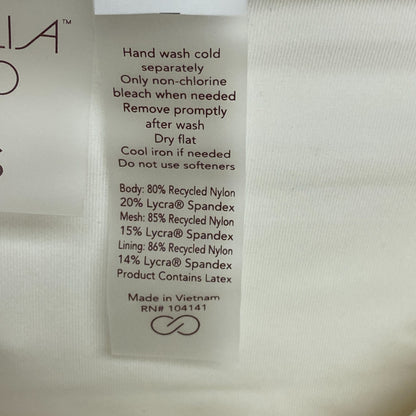 LIA™
O
S
Hand wash cold
separately
Only non-chlorine
bleach when needed
Remove promptly
after wash
Dry flat
Cool iron if needed
Do not use softeners
Body: 80% Recycled Nylon
20% Lycra® Spandex
Mesh: 85% Recycled Nylon
15% Lycra® Spandex
Lining: 86% Recycled Nylon
14% Lycra® Spandex
Product Contains Latex
Made in Vietnam
RN# 104141